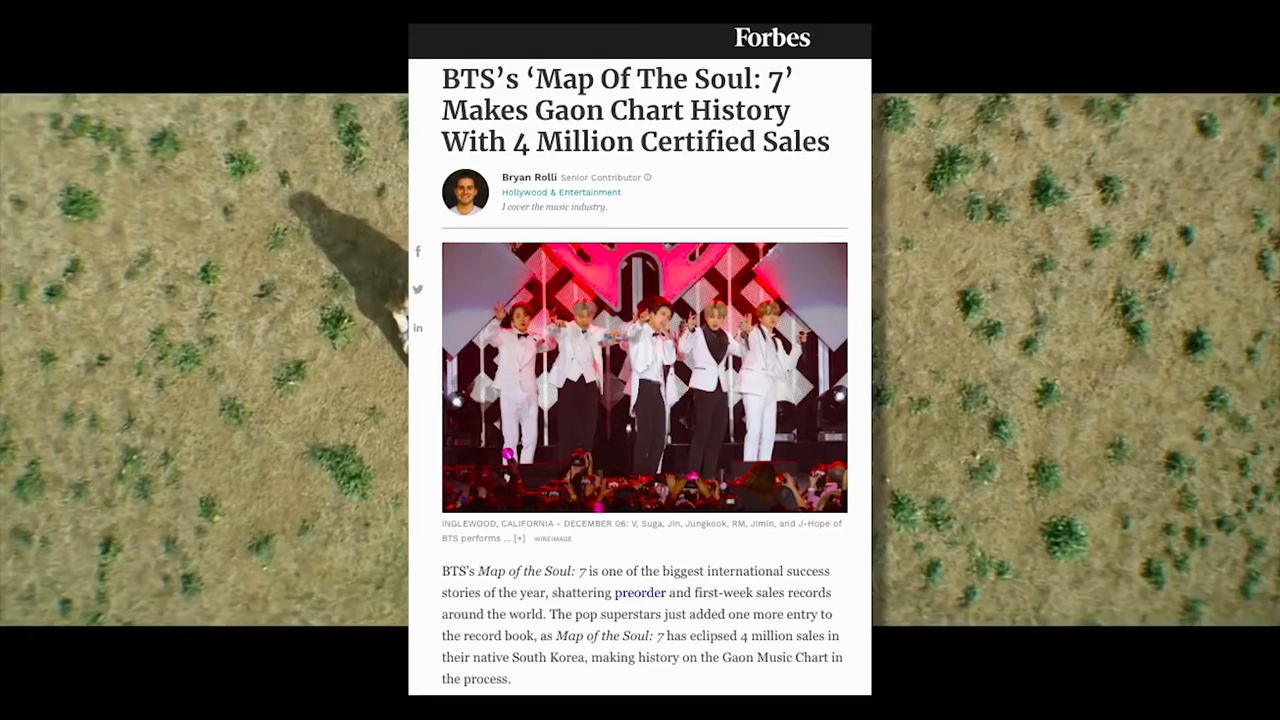 Forbes
BTS's ‘Map Of The Soul: 7’
Makes Gaon Chart History
With 4 Million Certified Sales
Bryan Rolli Senior Contributor
Hollywood & Entertainment
I cover the music industry.
INGLEWOOD, CALIFORNIA - DECEMBER 06: V, Suga, Jin, Jungkook, RM, Jimin, and J-Hope of
BTS performs ... [+] WIREIMAGE
BTS's Map of the Soul: 7 is one of the biggest international success
stories of the year, shattering preorder and first-week sales records
around the world. The pop superstars just added one more entry to
the record book, as Map of the Soul: 7 has eclipsed 4 million sales in
their native South Korea, making history on the Gaon Music Chart in
the process.